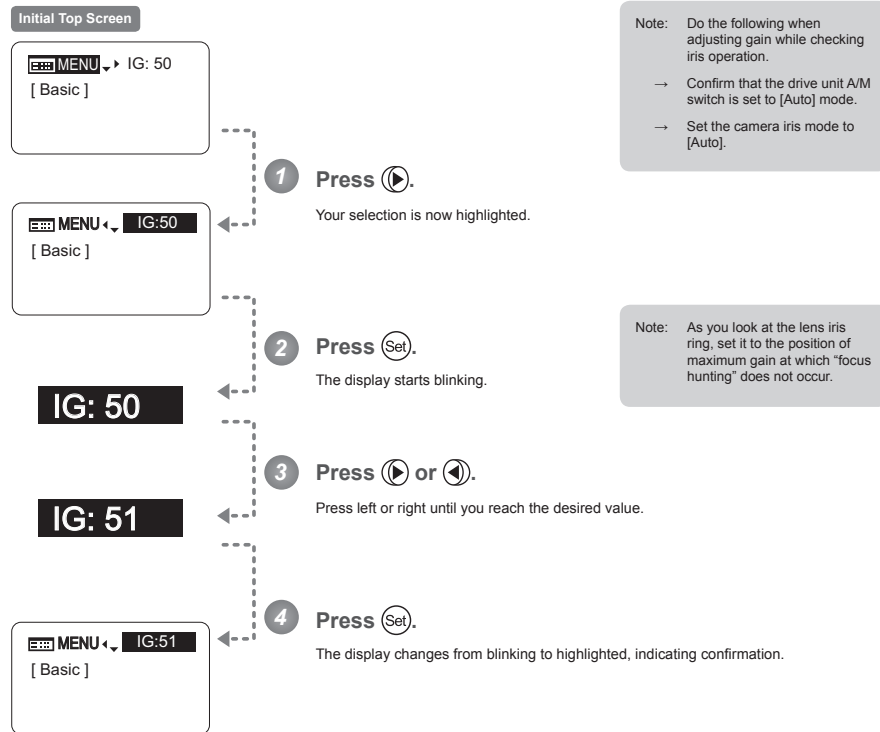 Initial Top Screen
MENU IG: 50
[ Basic ]
Note: Do the following when
adjusting gain while checking
iris operation.
→ Confirm that the drive unit A/M
switch is set to [Auto] mode.
→ Set the camera iris mode to
[Auto].
1 Press .
Your selection is now highlighted.
MENU IG:50
[ Basic ]
2 Press Set.
The display starts blinking.
Note: As you look at the lens iris
ring, set it to the position of
maximum gain at which “focus
hunting” does not occur.
IG: 50
3 Press or .
Press left or right until you reach the desired value.
IG: 51
4 Press Set.
The display changes from blinking to highlighted, indicating confirmation.
MENU IG:51
[ Basic ]